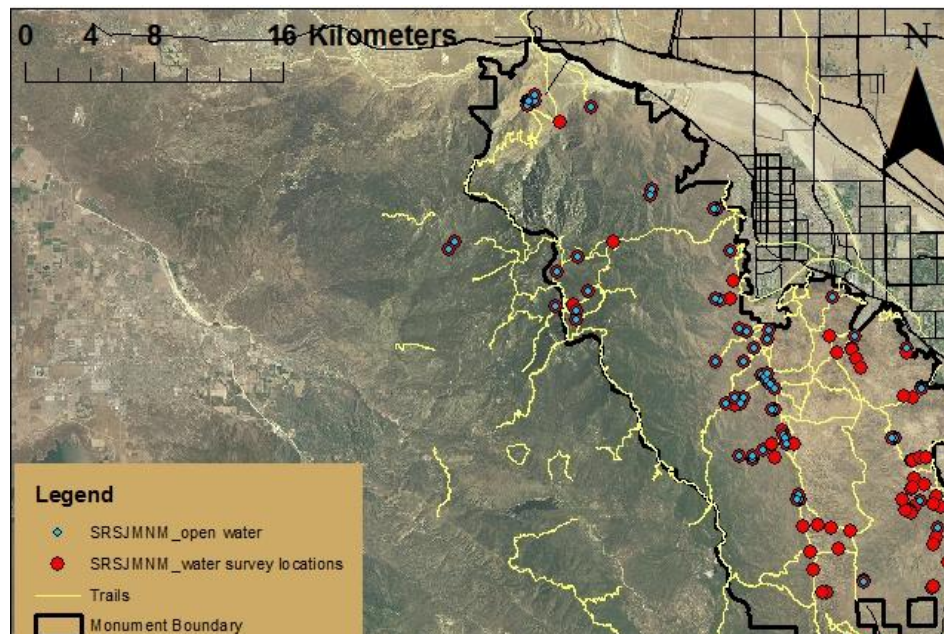 0 4 8 16 Kilometers
N
Legend
SRSJMNM_open water
SRSJMNM_water survey locations
Trails
Monument Boundary